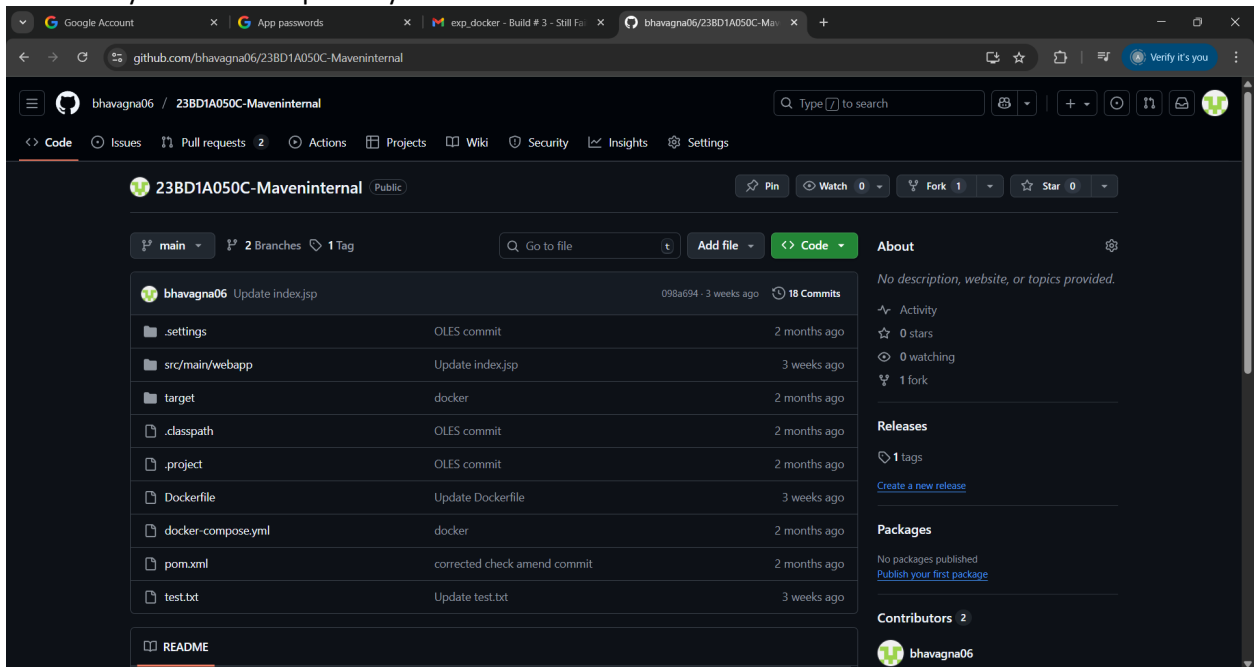 Google Account
App passwords
exp_docker - Build # 3 - Still Fai
bhavagna06/23BD1A050C-Mav
github.com/bhavagna06/23BD1A050C-Maveninternal
Verify it's you
bhavagna06 / 23BD1A050C-Maveninternal
Type / to search
Code Issues Pull requests 2 Actions Projects Wiki Security Insights Settings
23BD1A050C-Maveninternal Public
Pin Watch 0 Fork 1 Star 0
main 2 Branches 1 Tag Go to file t Add file Code
bhavagna06 Update index.jsp 098a694 · 3 weeks ago 18 Commits
.settings OLES commit 2 months ago
src/main/webapp Update index.jsp 3 weeks ago
target docker 2 months ago
.classpath OLES commit 2 months ago
.project OLES commit 2 months ago
Dockerfile Update Dockerfile 3 weeks ago
docker-compose.yml docker 2 months ago
pom.xml corrected check amend commit 2 months ago
test.txt Update test.txt 3 weeks ago
README
About
No description, website, or topics provided.
Activity
0 stars
0 watching
1 fork
Releases
1 tags
Create a new release
Packages
No packages published
Publish your first package
Contributors 2
bhavagna06